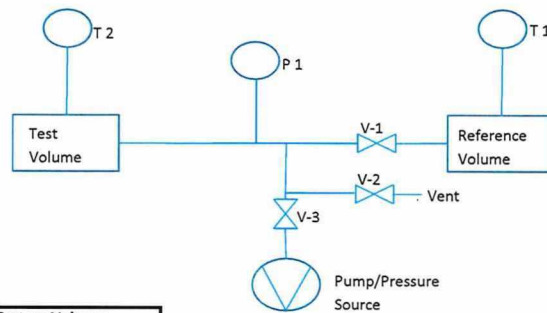 T 2
T 1
P 1
Test
Volume
V-1
Reference
Volume
V-2
Vent
V-3
Pump/Pressure
Source